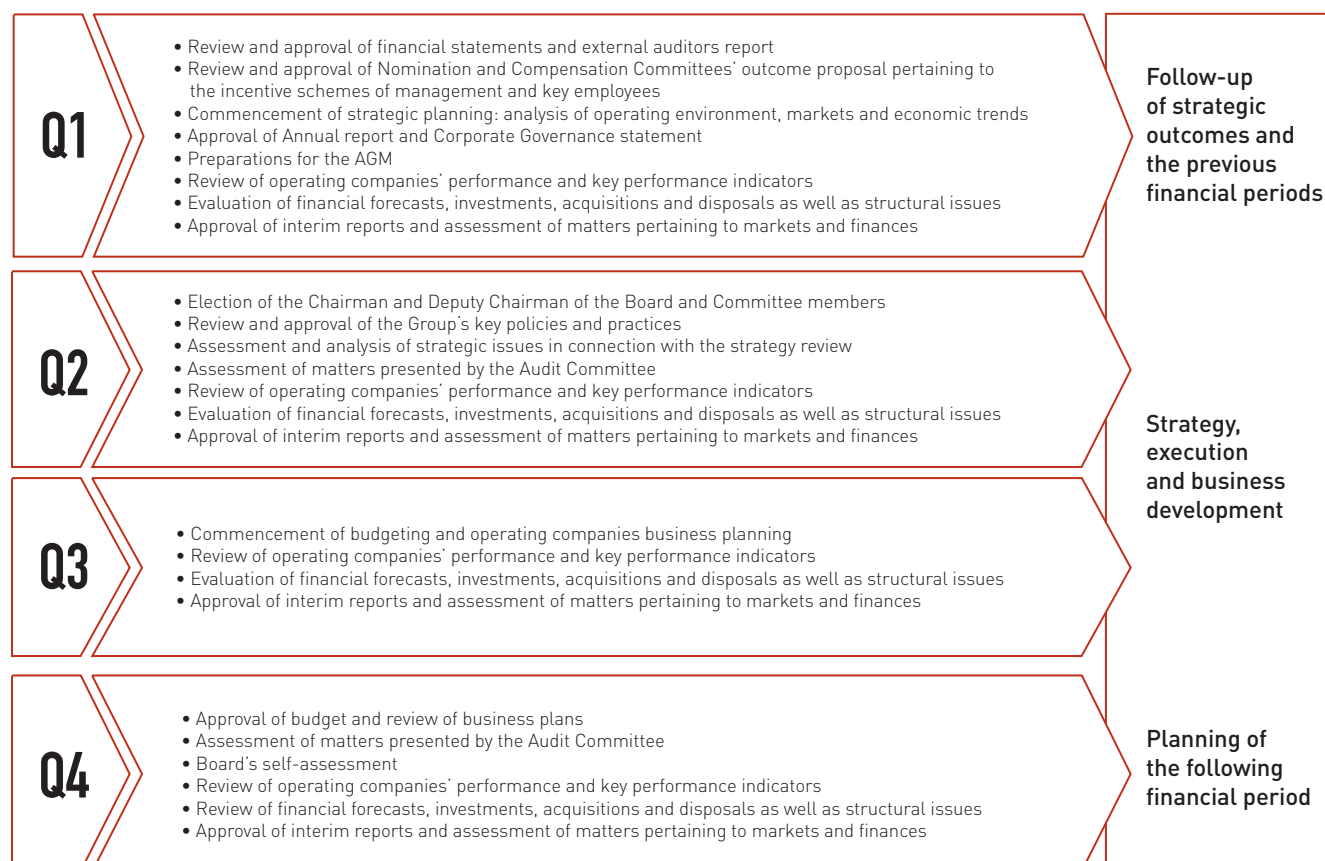 Q1
• Review and approval of financial statements and external auditors report
• Review and approval of Nomination and Compensation Committees' outcome proposal pertaining to
the incentive schemes of management and key employees
• Commencement of strategic planning: analysis of operating environment, markets and economic trends
• Approval of Annual report and Corporate Governance statement
• Preparations for the AGM
• Review of operating companies' performance and key performance indicators
• Evaluation of financial forecasts, investments, acquisitions and disposals as well as structural issues
• Approval of interim reports and assessment of matters pertaining to markets and finances
Follow-up
of strategic
outcomes and
the previous
financial periods
Q2
• Election of the Chairman and Deputy Chairman of the Board and Committee members
• Review and approval of the Group's key policies and practices
• Assessment and analysis of strategic issues in connection with the strategy review
• Assessment of matters presented by the Audit Committee
• Review of operating companies' performance and key performance indicators
• Evaluation of financial forecasts, investments, acquisitions and disposals as well as structural issues
• Approval of interim reports and assessment of matters pertaining to markets and finances
Strategy,
execution
and business
development
Q3
• Commencement of budgeting and operating companies business planning
• Review of operating companies' performance and key performance indicators
• Evaluation of financial forecasts, investments, acquisitions and disposals as well as structural issues
• Approval of interim reports and assessment of matters pertaining to markets and finances
Q4
• Approval of budget and review of business plans
• Assessment of matters presented by the Audit Committee
• Board's self-assessment
• Review of operating companies' performance and key performance indicators
• Review of financial forecasts, investments, acquisitions and disposals as well as structural issues
• Approval of interim reports and assessment of matters pertaining to markets and finances
Planning of
the following
financial period